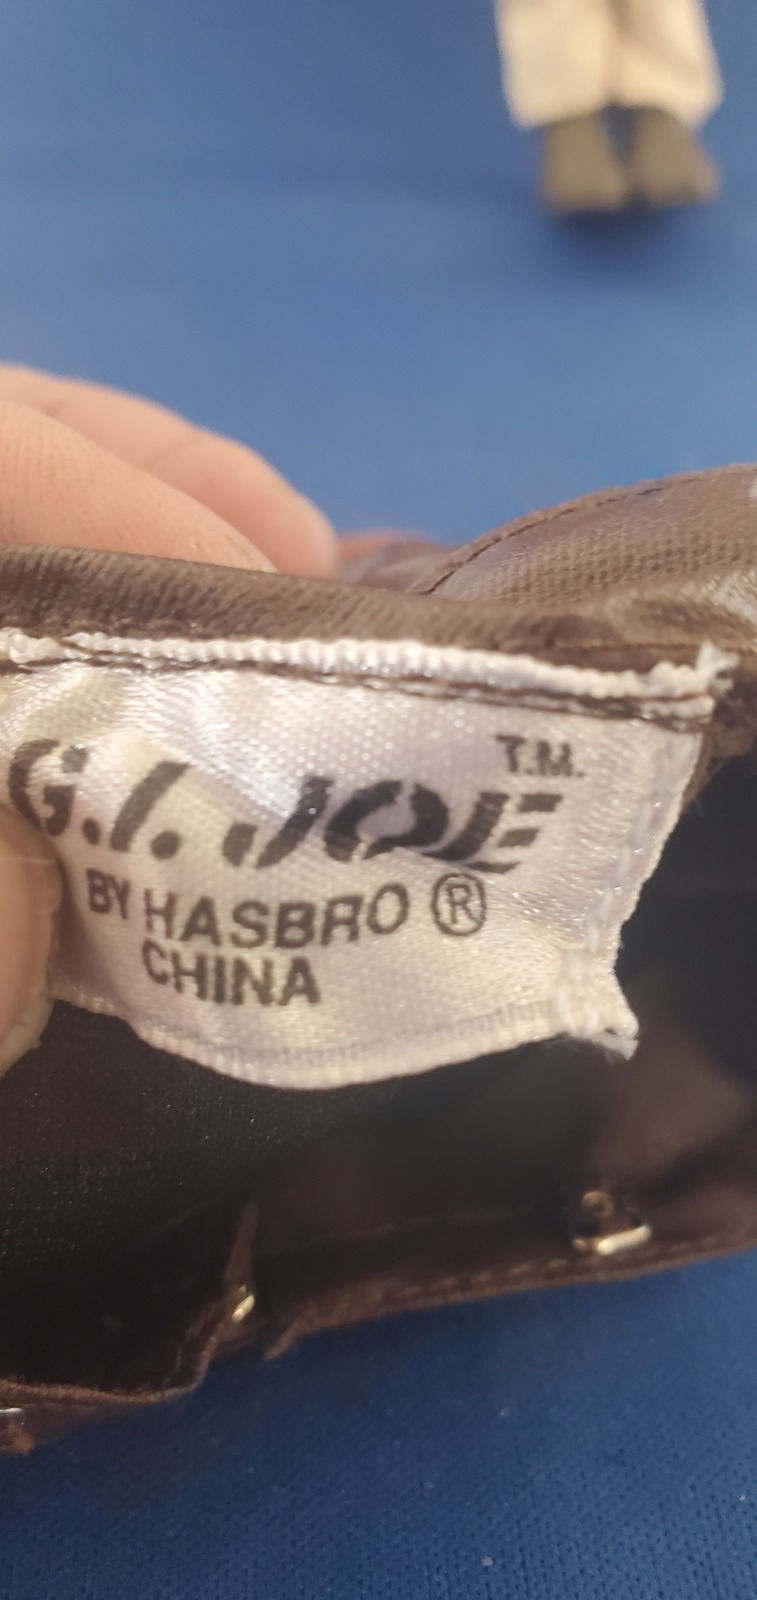 T.M.
G.I. JOE
BY HASBRO ®
CHINA